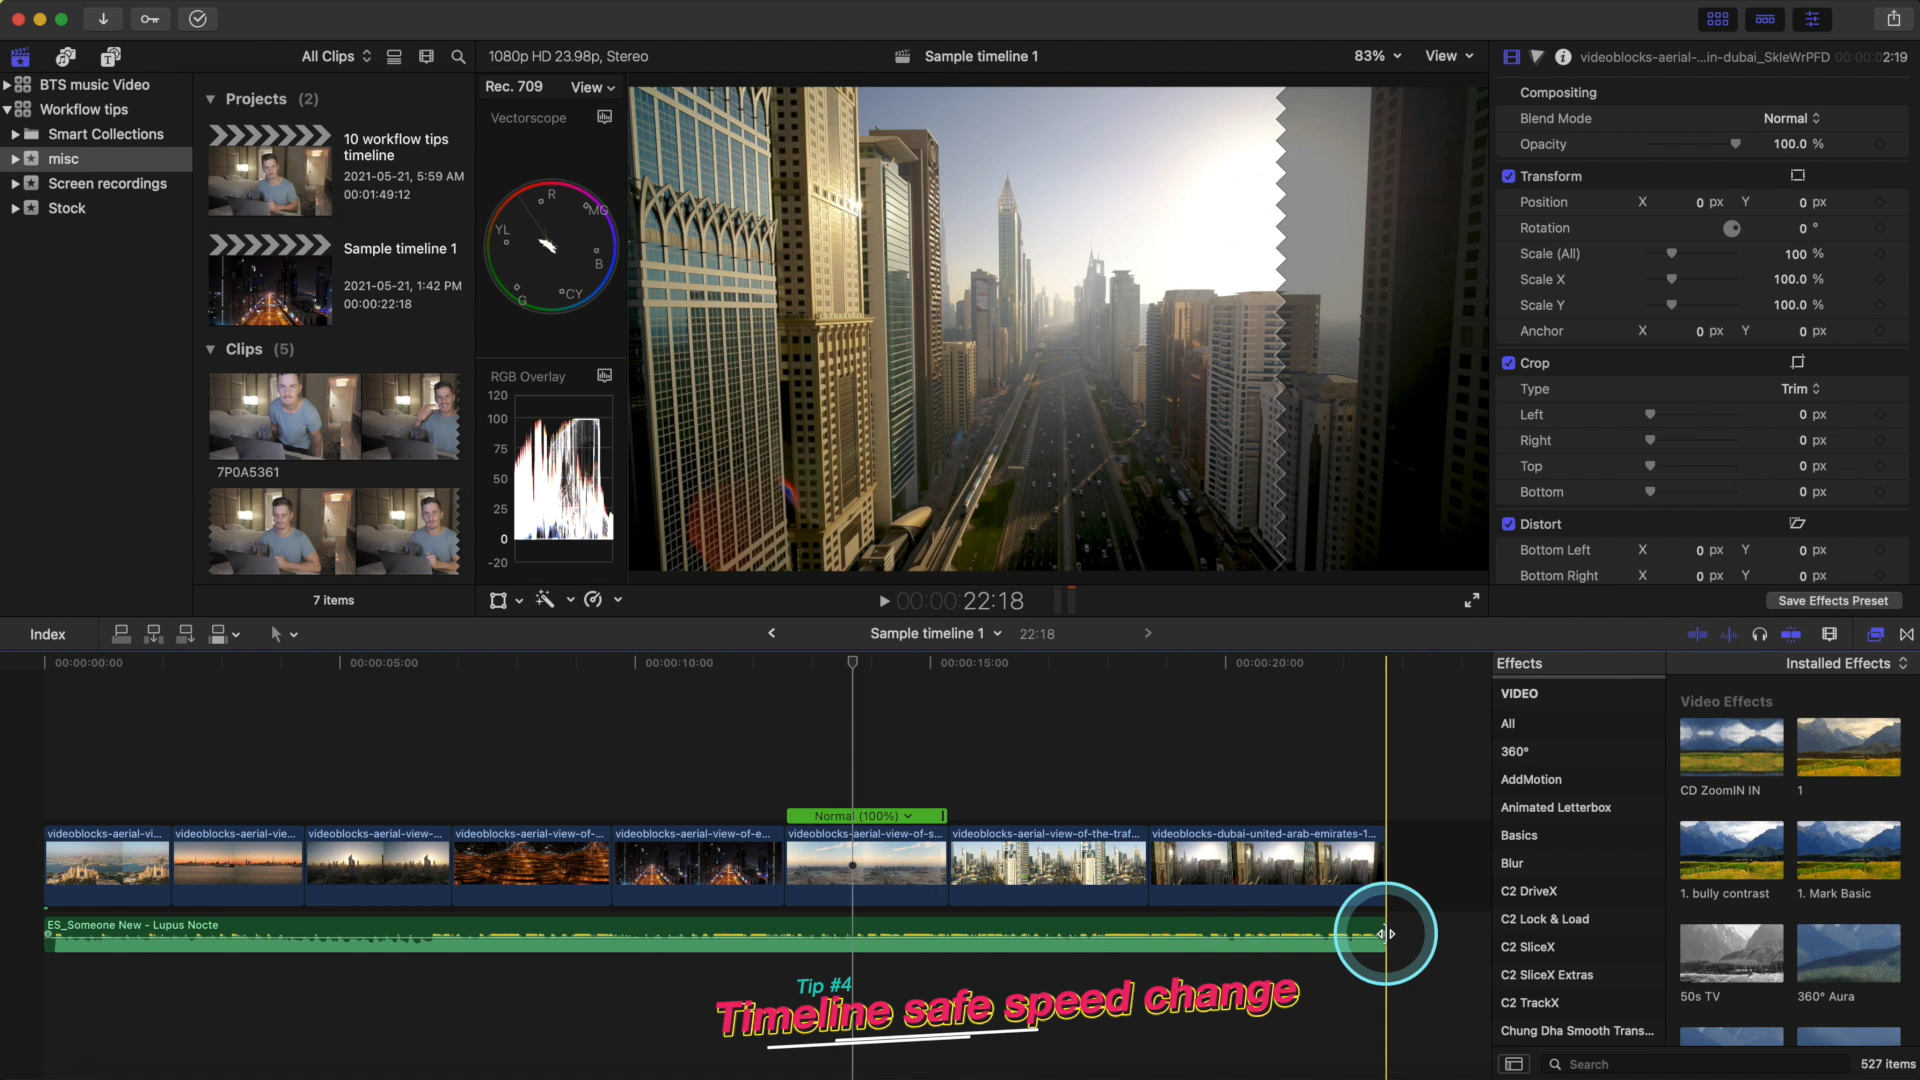 All Clips
1080p HD 23.98p, Stereo
Sample timeline 1
83%
View
videoblocks-aerial-...in-dubai_SkIeWrPFD
00:00:02:19
BTS music Video
Workflow tips
Smart Collections
misc
Screen recordings
Stock
Projects (2)
10 workflow tips
timeline
2021-05-21, 5:59 AM
00:01:49:12
Sample timeline 1
2021-05-21, 1:42 PM
00:00:22:18
Clips (5)
7P0A5361
7 items
Rec. 709
View
Vectorscope
R
MG
YL
B
G
CY
RGB Overlay
120
100
75
50
25
0
-20
00:00:22:18
Compositing
Blend Mode Normal
Opacity 100.0 %
Transform
Position X 0 px Y 0 px
Rotation 0 °
Scale (All) 100 %
Scale X 100.0 %
Scale Y 100.0 %
Anchor X 0 px Y 0 px
Crop
Type Trim
Left 0 px
Right 0 px
Top 0 px
Bottom 0 px
Distort
Bottom Left X 0 px Y 0 px
Bottom Right X 0 px Y 0 px
Save Effects Preset
Index
Sample timeline 1
22:18
00:00:00:00
00:00:05:00
00:00:10:00
00:00:15:00
00:00:20:00
Normal (100%)
videoblocks-aerial-vi...
videoblocks-aerial-vie...
videoblocks-aerial-view-...
videoblocks-aerial-view-of-...
videoblocks-aerial-view-of-e...
videoblocks-aerial-view-of-s...
videoblocks-aerial-view-of-the-traf...
videoblocks-dubai-united-arab-emirates-1...
ES_Someone New - Lupus Nocte
Tip #4
Timeline safe speed change
Effects
Installed Effects
VIDEO
All
360°
AddMotion
Animated Letterbox
Basics
Blur
C2 DriveX
C2 Lock & Load
C2 SliceX
C2 SliceX Extras
C2 TrackX
Chung Dha Smooth Trans...
Video Effects
CD ZoomIN IN
1
1. bully contrast
1. Mark Basic
50s TV
360° Aura
Search
527 items